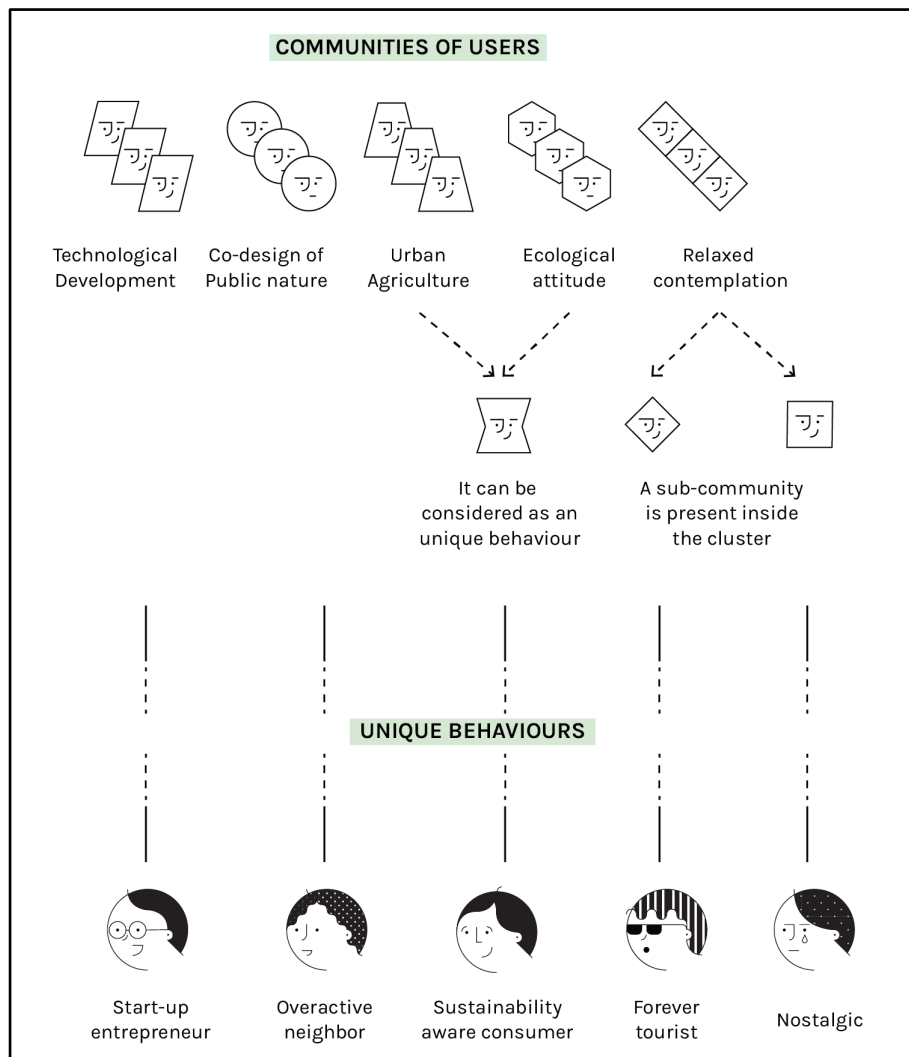 COMMUNITIES OF USERS
Technological
Development
Co-design of
Public nature
Urban
Agriculture
Ecological
attitude
Relaxed
contemplation
It can be
considered as an
unique behaviour
A sub-community
is present inside
the cluster
UNIQUE BEHAVIOURS
Start-up
entrepreneur
Overactive
neighbor
Sustainability
aware consumer
Forever
tourist
Nostalgic